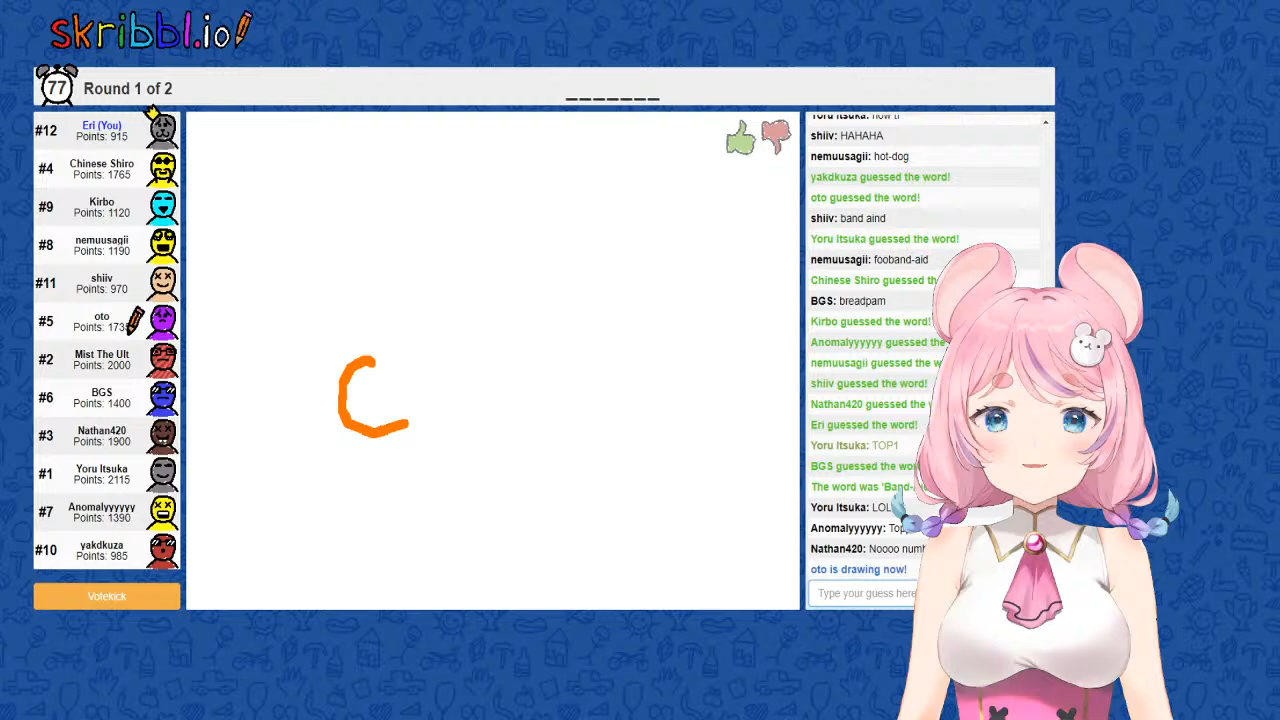 skribbl.io
77
Round 1 of 2
_______
#12 Eri (You)
Points: 915
#4 Chinese Shiro
Points: 1765
#9 Kirbo
Points: 1120
#8 nemuusagii
Points: 1190
#11 shiiv
Points: 970
#5 oto
Points: 173
#2 Mist The Ult
Points: 2000
#6 BGS
Points: 1400
#3 Nathan420
Points: 1900
#1 Yoru Itsuka
Points: 2115
#7 Anomalyyyyyy
Points: 1390
#10 yakdkuza
Points: 985
Votekick
Yoru Itsuka:
shiiv: HAHAHA
nemuusagii: hot-dog
yakdkuza guessed the word!
oto guessed the word!
shiiv: band aind
Yoru Itsuka guessed the word!
nemuusagii: fooband-aid
Chinese Shiro guessed the
BGS: breadpam
Kirbo guessed the word!
Anomalyyyyyy guessed the
nemuusagii guessed the w
shiiv guessed the word!
Nathan420 guessed the
Eri guessed the word!
Yoru Itsuka: TOP1
BGS guessed the wo
The word was 'Band-
Yoru Itsuka: LOL
Anomalyyyyyy: Top
Nathan420: Noooo num
oto is drawing now!
Type your guess here